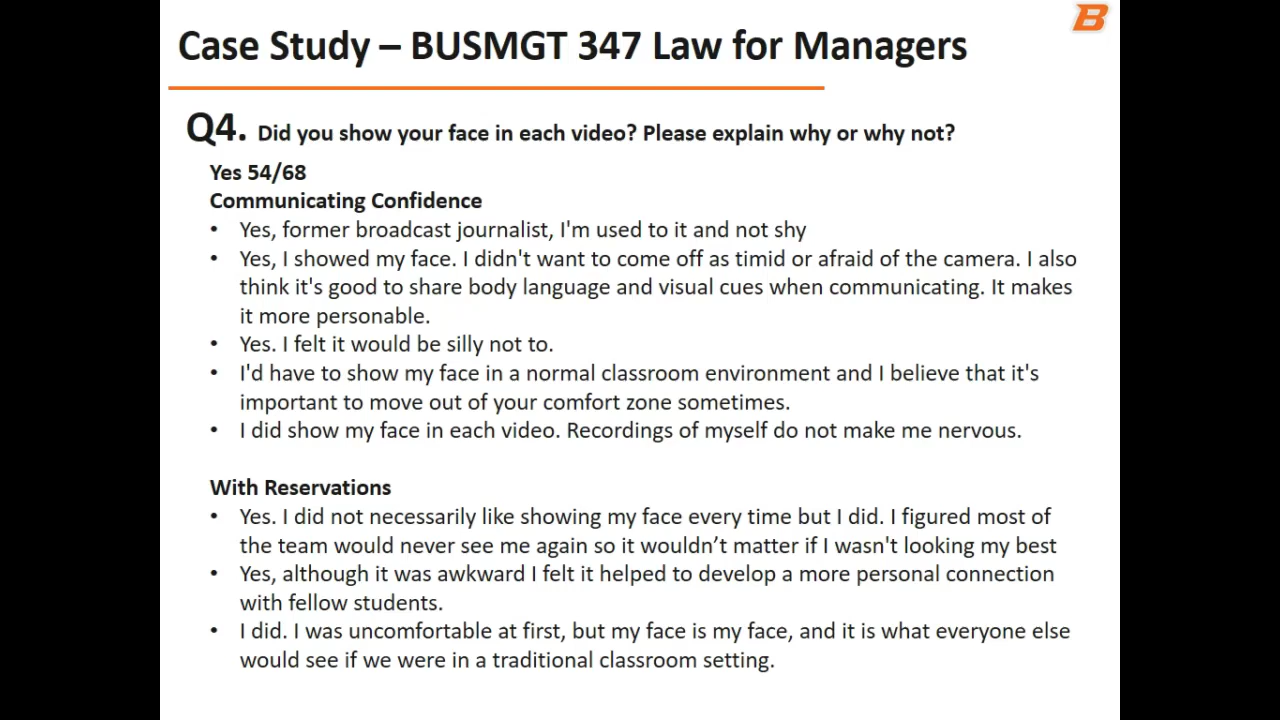 B
Case Study – BUSMGT 347 Law for Managers
Q4. Did you show your face in each video? Please explain why or why not?
Yes 54/68
Communicating Confidence
• Yes, former broadcast journalist, I'm used to it and not shy
• Yes, I showed my face. I didn't want to come off as timid or afraid of the camera. I also
think it's good to share body language and visual cues when communicating. It makes
it more personable.
• Yes. I felt it would be silly not to.
• I'd have to show my face in a normal classroom environment and I believe that it's
important to move out of your comfort zone sometimes.
• I did show my face in each video. Recordings of myself do not make me nervous.
With Reservations
• Yes. I did not necessarily like showing my face every time but I did. I figured most of
the team would never see me again so it wouldn’t matter if I wasn't looking my best
• Yes, although it was awkward I felt it helped to develop a more personal connection
with fellow students.
• I did. I was uncomfortable at first, but my face is my face, and it is what everyone else
would see if we were in a traditional classroom setting.